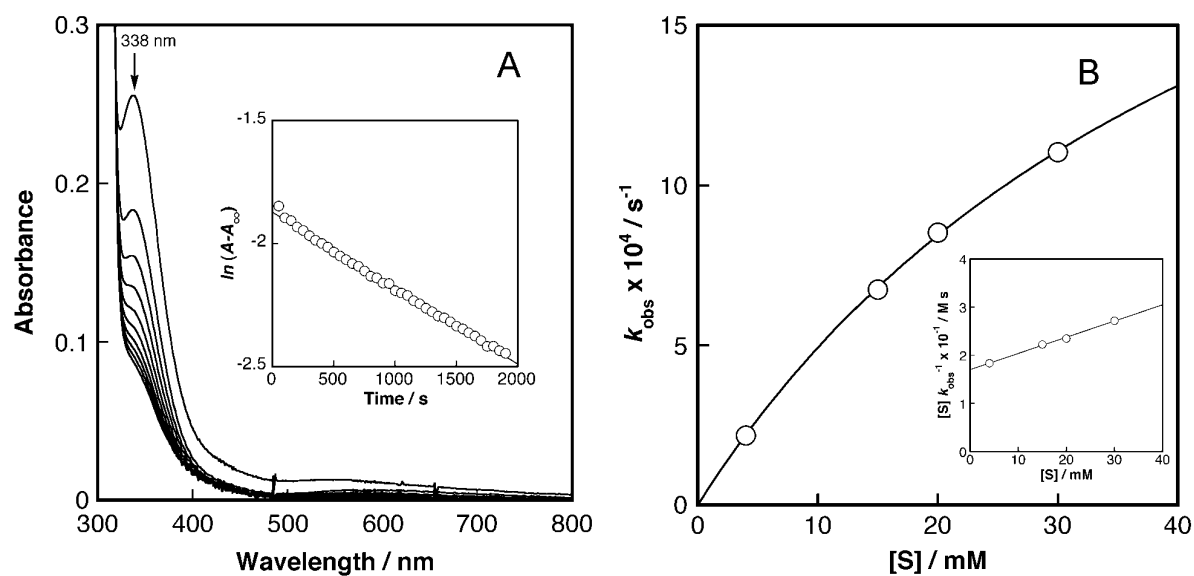 A
338 nm
Absorbance
0.3
0.2
0.1
0
300 400 500 600 700 800
Wavelength / nm
ln (A-A∞)
-1.5
-2
-2.5
0 500 1000 1500 2000
Time / s
B
kobs x 10⁴ / s⁻¹
15
10
5
0
0 10 20 30 40
[S] / mM
[S] kobs⁻¹ x 10⁻¹ / M s
4
3
2
1
0
0 10 20 30 40
[S] / mM